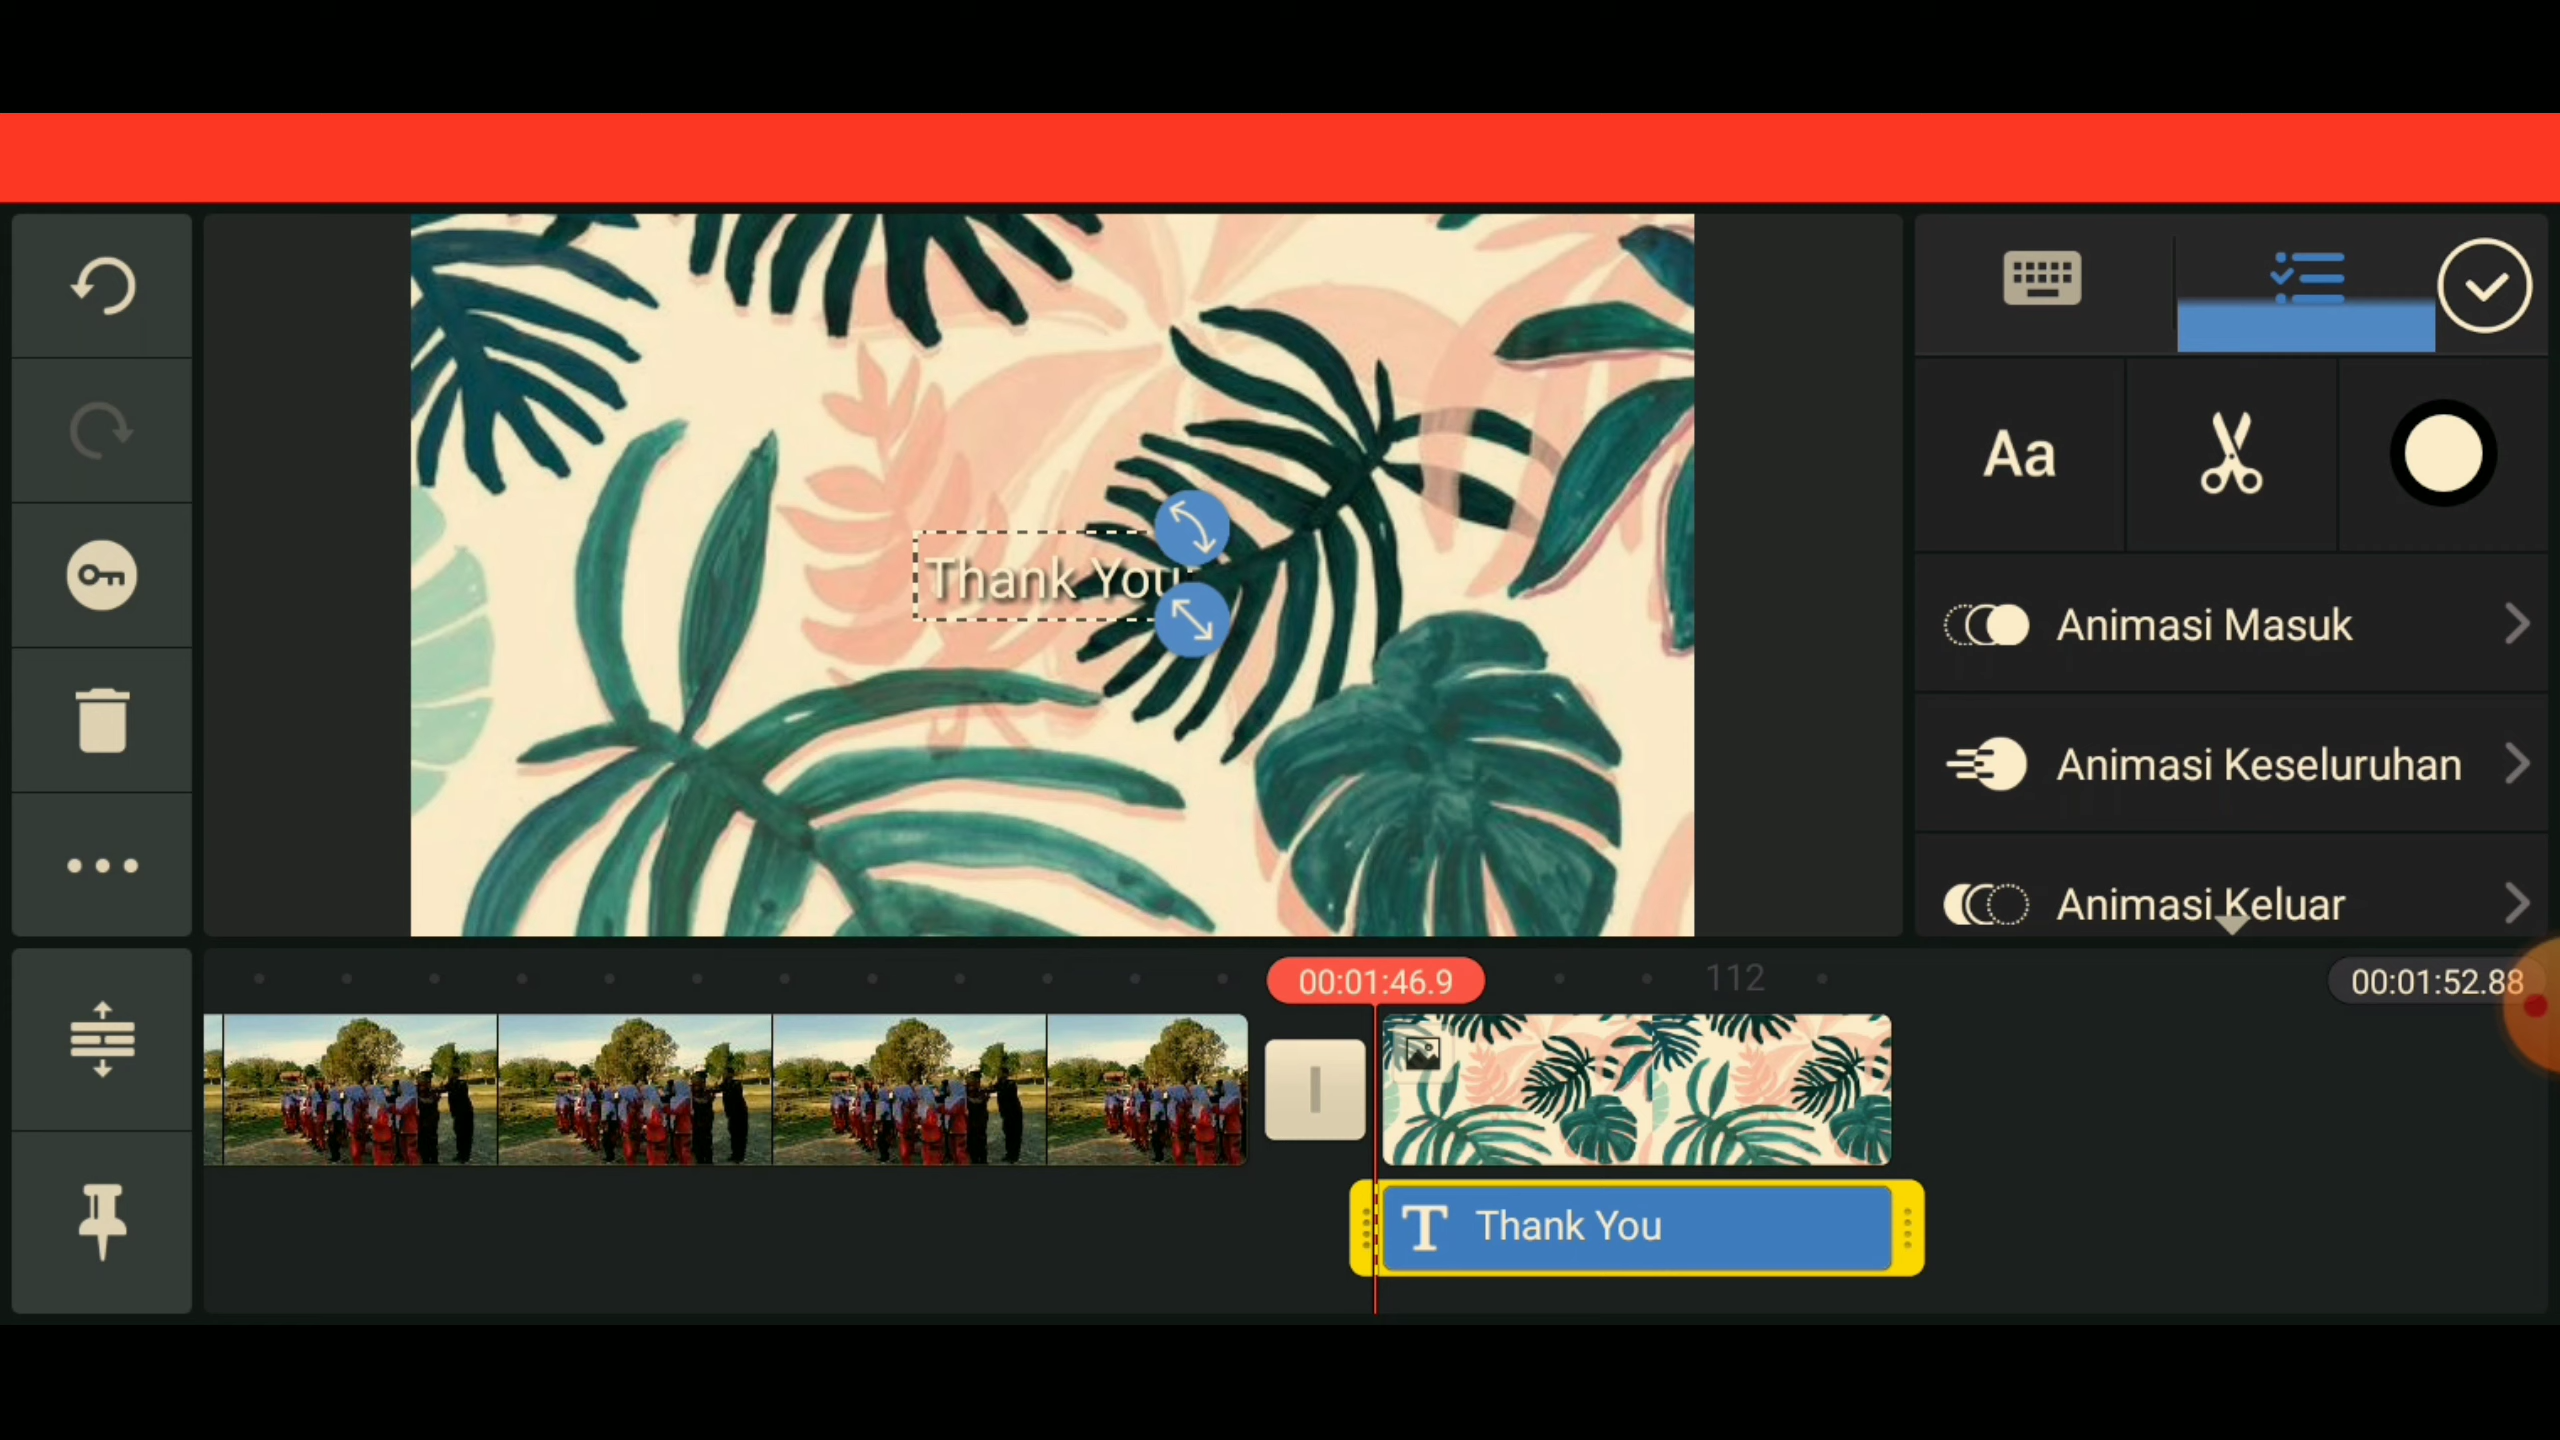 Thank You
Aa
Animasi Masuk
Animasi Keseluruhan
Animasi Keluar
00:01:46.9
112
00:01:52.88
T Thank You